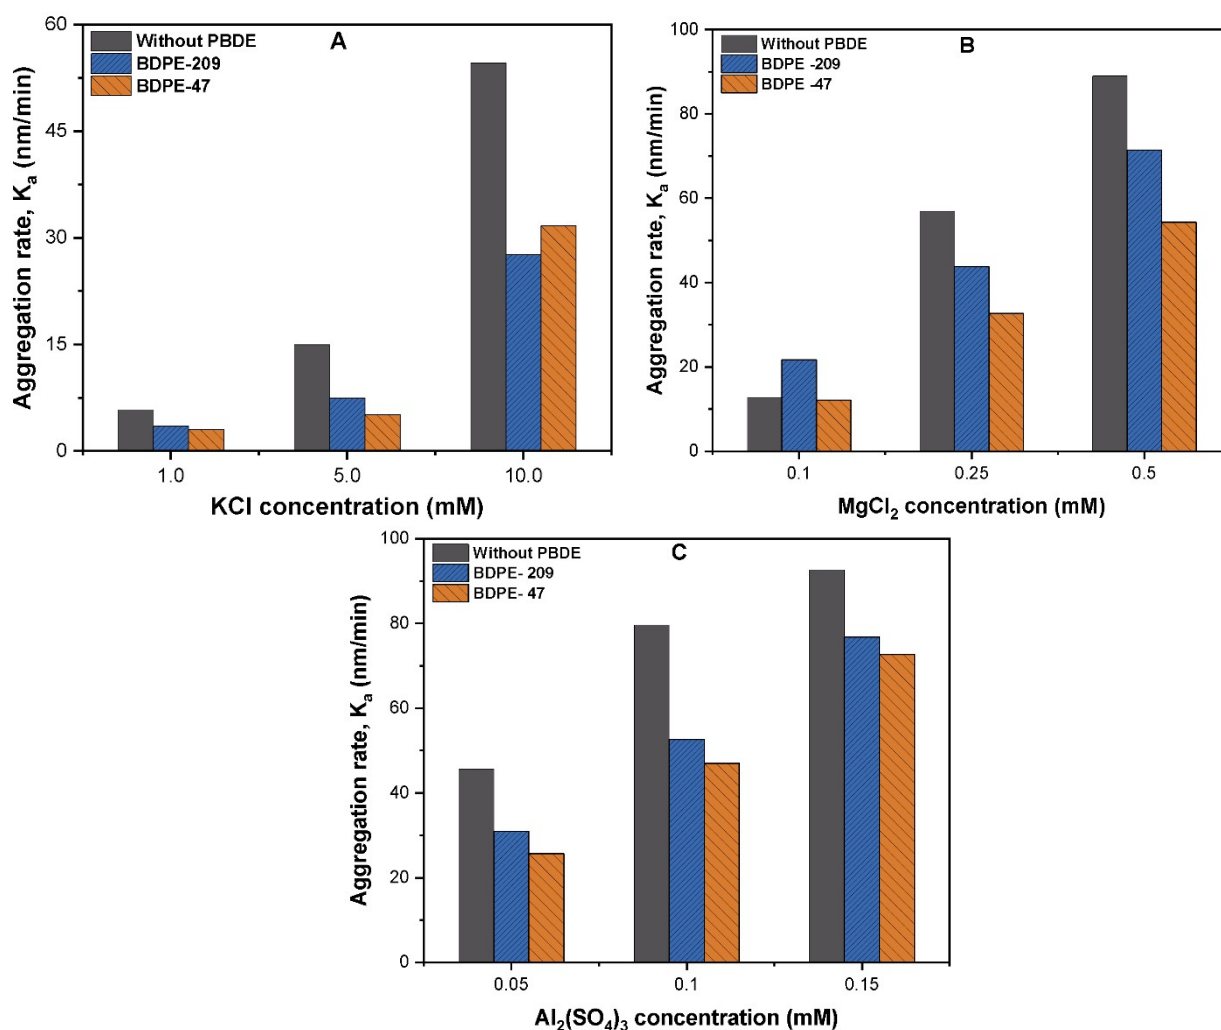 A
Without PBDE
BDPE-209
BDPE-47
60
45
30
15
0
Aggregation rate, Kₐ (nm/min)
1.0 5.0 10.0
KCl concentration (mM)
B
Without PBDE
BDPE -209
BDPE -47
100
80
60
40
20
0
Aggregation rate, Kₐ (nm/min)
0.1 0.25 0.5
MgCl₂ concentration (mM)
C
Without PBDE
BDPE- 209
BDPE- 47
100
80
60
40
20
0
Aggregation rate, Kₐ (nm/min)
0.05 0.1 0.15
Al₂(SO₄)₃ concentration (mM)